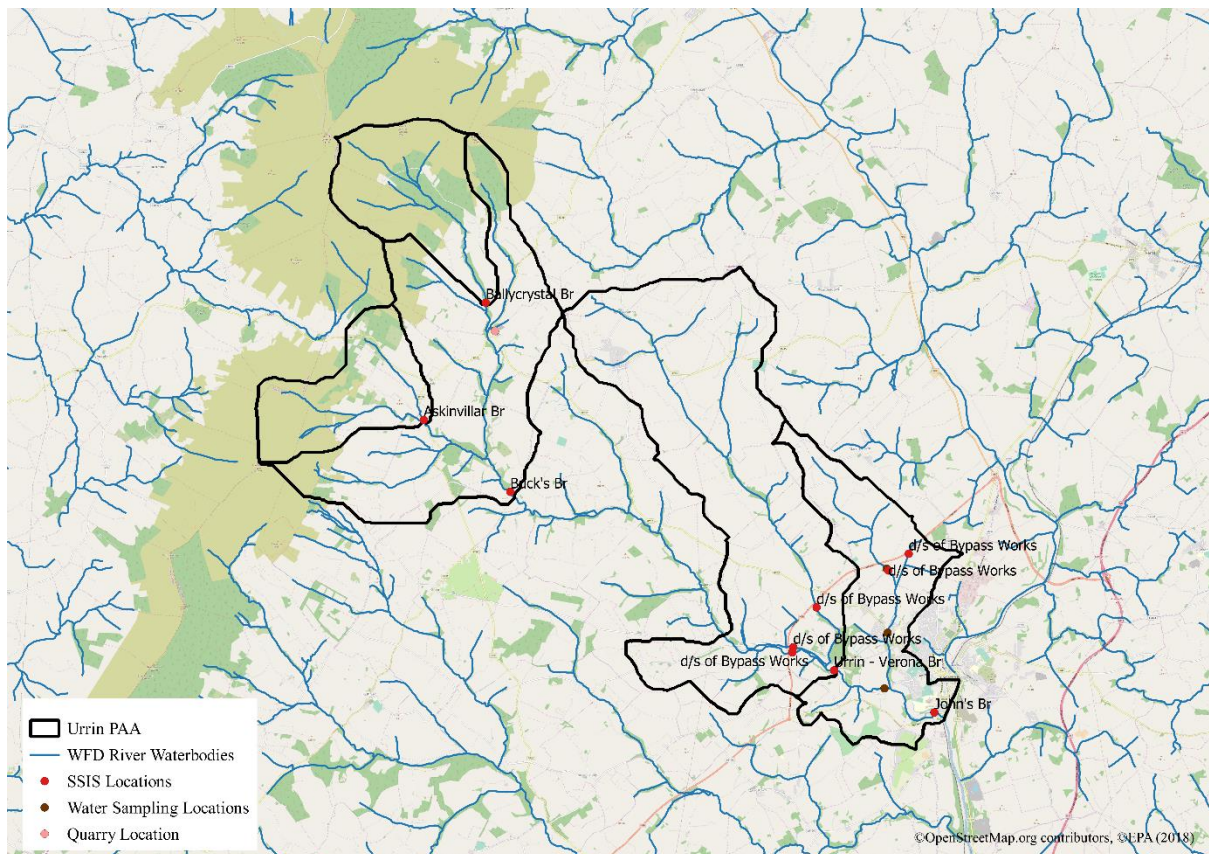 Ballycrystal Br
Askinvillar Br
Buck's Br
d/s of Bypass Works
d/s of Bypass Works
d/s of Bypass Works
d/s of Bypass Works
d/s of Bypass Works
Urrin - Verona Br
John's Br
Urrin PAA
WFD River Waterbodies
SSIS Locations
Water Sampling Locations
Quarry Location
©OpenStreetMap.org contributors, ©EPA (2018)